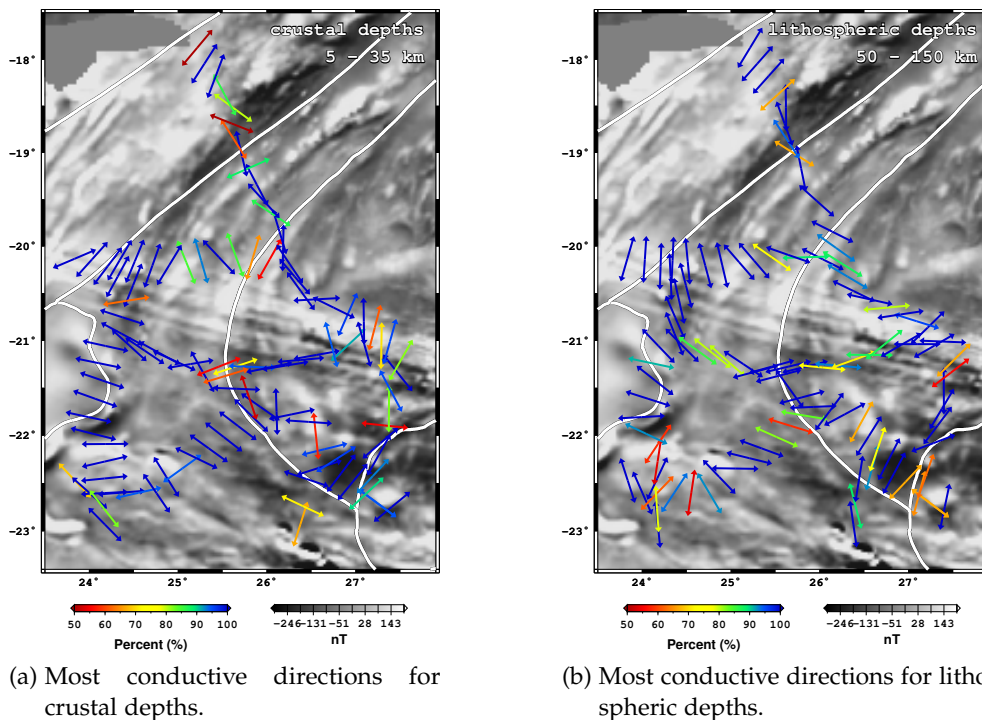 crustal depths
5 – 35 km
−18°
−19°
−20°
−21°
−22°
−23°
24°
25°
26°
27°
50 60 70 80 90 100
Percent (%)
−246 −131 −51 28 143
nT
(a) Most conductive directions for
crustal depths.
lithospheric depths
50 – 150 km
−18°
−19°
−20°
−21°
−22°
−23°
24°
25°
26°
27°
50 60 70 80 90 100
Percent (%)
−246 −131 −51 28 143
nT
(b) Most conductive directions for litho
spheric depths.